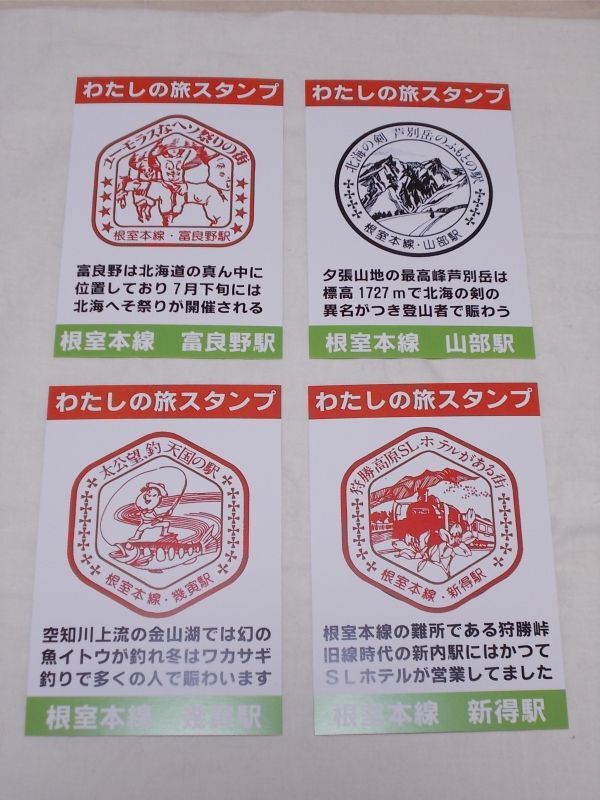 わたしの旅スタンプ
ユーモラスなヘソ祭りの街
根室本線・富良野駅
富良野は北海道の真ん中に
位置しており7月下旬には
北海へそ祭りが開催される
根室本線 富良野駅
わたしの旅スタンプ
北海の剣 芦別岳のふもとの駅
根室本線・山部駅
夕張山地の最高峰芦別岳は
標高1727mで北海の剣の
異名がつき登山者で賑わう
根室本線 山部駅
わたしの旅スタンプ
太公望、釣天国の駅
根室本線・幾寅駅
空知川上流の金山湖では幻の
魚イトウが釣れ冬はワカサギ
釣りで多くの人で賑わいます
根室本線 幾寅駅
わたしの旅スタンプ
狩勝高原SLホテルがある街
根室本線・新得駅
根室本線の難所である狩勝峠
旧線時代の新内駅にはかつて
SLホテルが営業してました
根室本線 新得駅